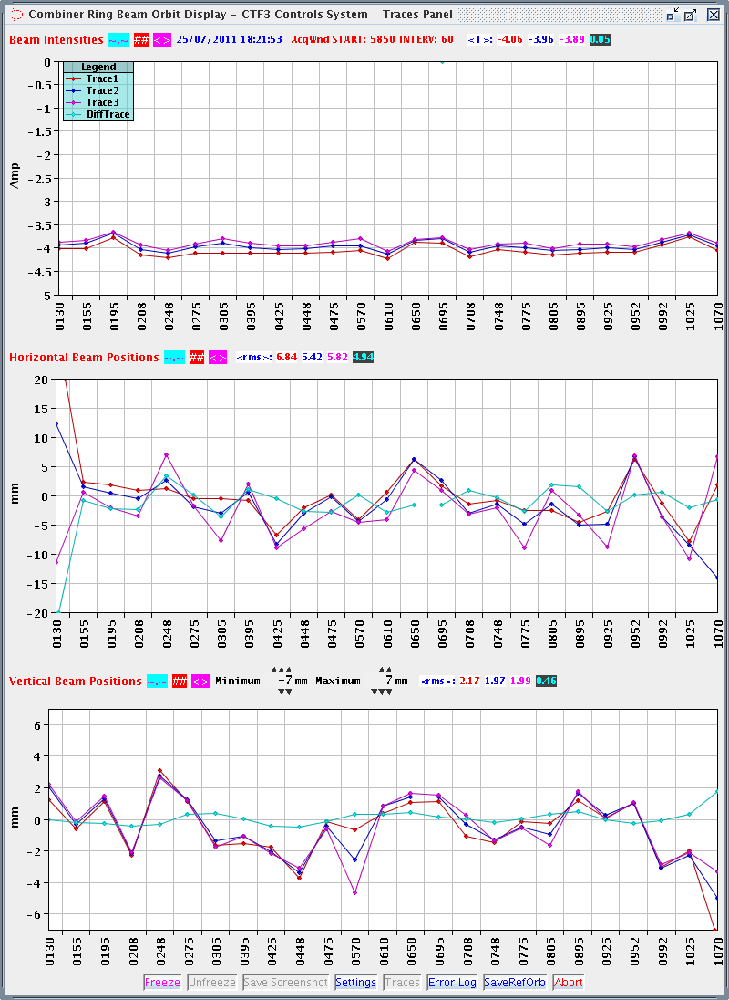 Combiner Ring Beam Orbit Display - CTF3 Controls System Traces Panel
Beam Intensities ~.~ ## <> 25/07/2011 18:21:53 AcqWnd START: 5850 INTERV: 60 <I>: -4.06 -3.96 -3.89 0.05
Legend
Trace1
Trace2
Trace3
DiffTrace
0
-0.5
-1
-1.5
-2
-2.5
-3
-3.5
-4
-4.5
-5
Amp
0130 0155 0195 0208 0248 0275 0305 0395 0425 0448 0475 0570 0610 0650 0695 0708 0748 0775 0805 0895 0925 0952 0992 1025 1070
Horizontal Beam Positions ~.~ ## <> <rms>: 6.84 5.42 5.82 4.94
20
15
10
5
0
-5
-10
-15
-20
mm
0130 0155 0195 0208 0248 0275 0305 0395 0425 0448 0475 0570 0610 0650 0695 0708 0748 0775 0805 0895 0925 0952 0992 1025 1070
Vertical Beam Positions ~.~ ## <> Minimum -7 mm Maximum 7 mm <rms>: 2.17 1.97 1.99 0.46
6
4
2
0
-2
-4
-6
mm
0130 0155 0195 0208 0248 0275 0305 0395 0425 0448 0475 0570 0610 0650 0695 0708 0748 0775 0805 0895 0925 0952 0992 1025 1070
Freeze Unfreeze Save Screenshot Settings Traces Error Log SaveRefOrb Abort